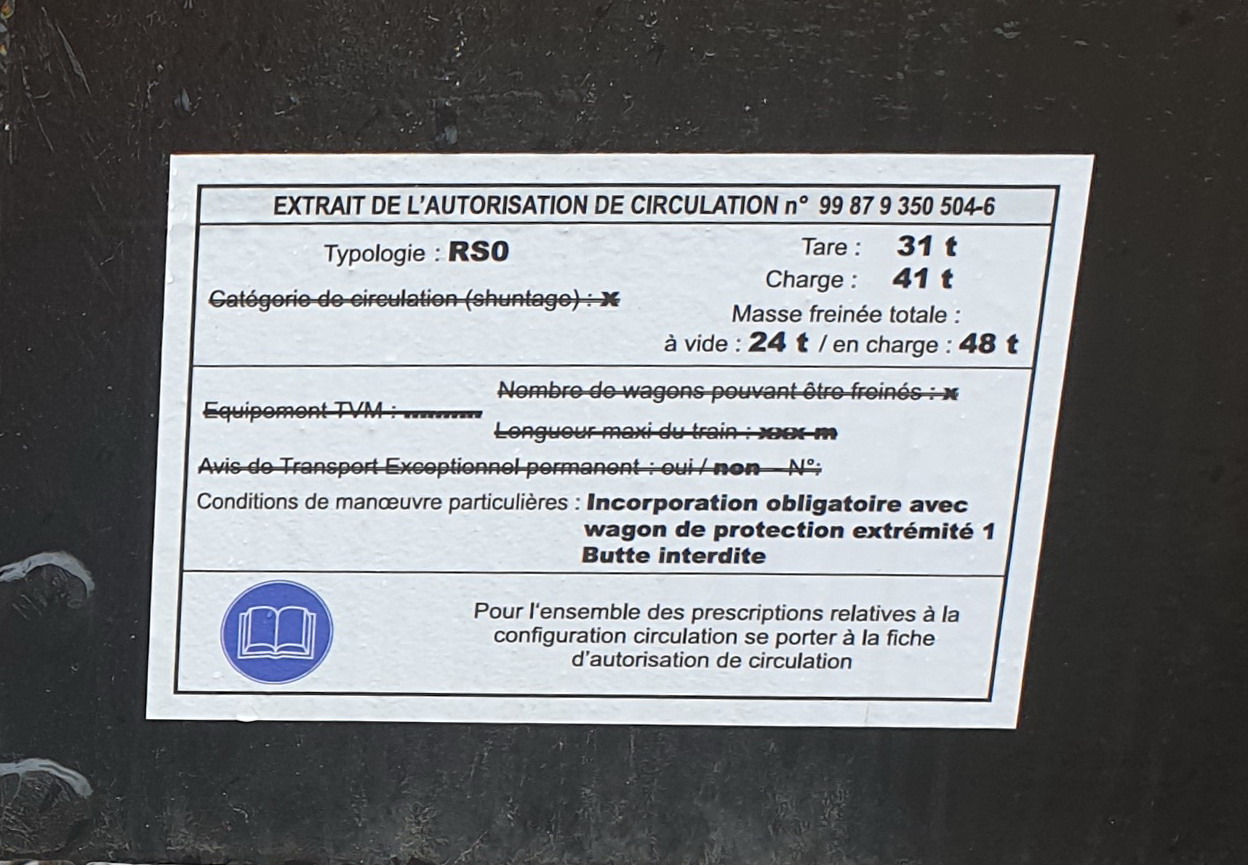 EXTRAIT DE L'AUTORISATION DE CIRCULATION n° 99 87 9 350 504-6
Typologie : RS0
Tare : 31 t
Charge : 41 t
Catégorie de circulation (shuntage) : X
Masse freinée totale :
à vide : 24 t / en charge : 48 t
Nombre de wagons pouvant être freinés : x
Equipement TVM : ...........
Longueur maxi du train : xxx m
Avis de Transport Exceptionnel permanent : oui / non – N°:
Conditions de manœuvre particulières : Incorporation obligatoire avec
wagon de protection extrémité 1
Butte interdite
Pour l'ensemble des prescriptions relatives à la
configuration circulation se porter à la fiche
d'autorisation de circulation